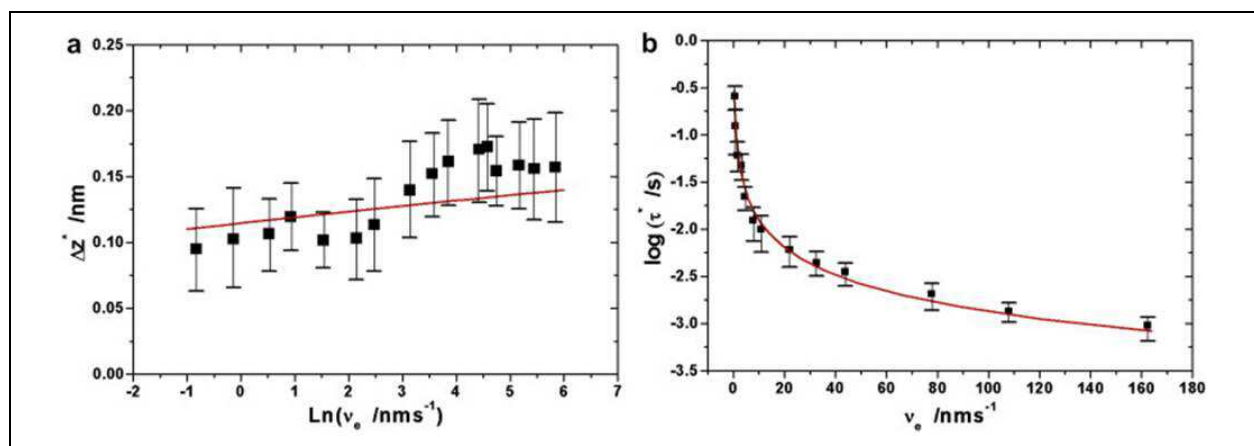 a
0.25
0.20
0.15
0.10
0.05
0.00
Δz* /nm
-2 -1 0 1 2 3 4 5 6 7
Ln(νe /nms⁻¹)
b
0.0
-0.5
-1.0
-1.5
-2.0
-2.5
-3.0
-3.5
log (τ* /s)
0 20 40 60 80 100 120 140 160 180
νe /nms⁻¹